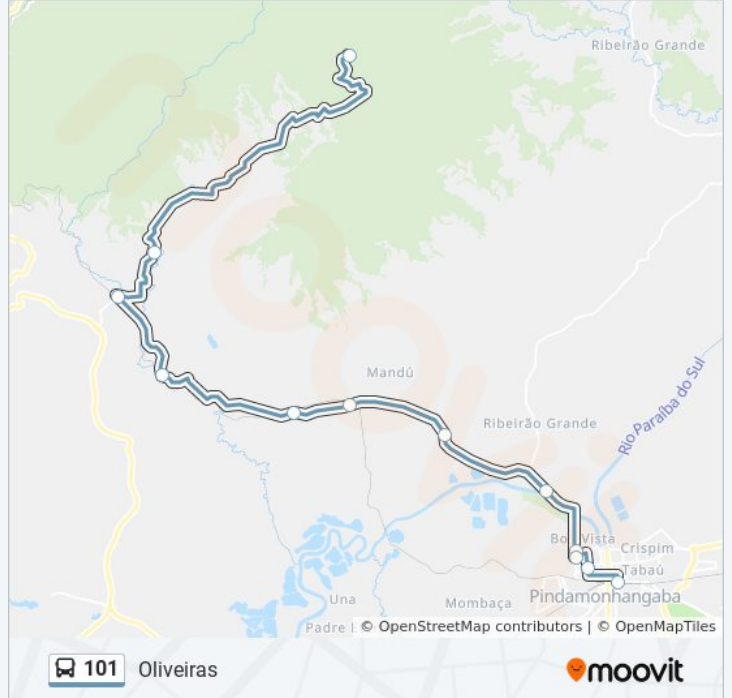 Ribeirão Grande
Mandú
Ribeirão Grande
Rio Paraíba do Sul
Vista
Crispim
Tabaú
Pindamonhangaba
Una
Mombaça
Padre
© OpenStreetMap contributors | © OpenMapTiles
101 Oliveiras
moovit